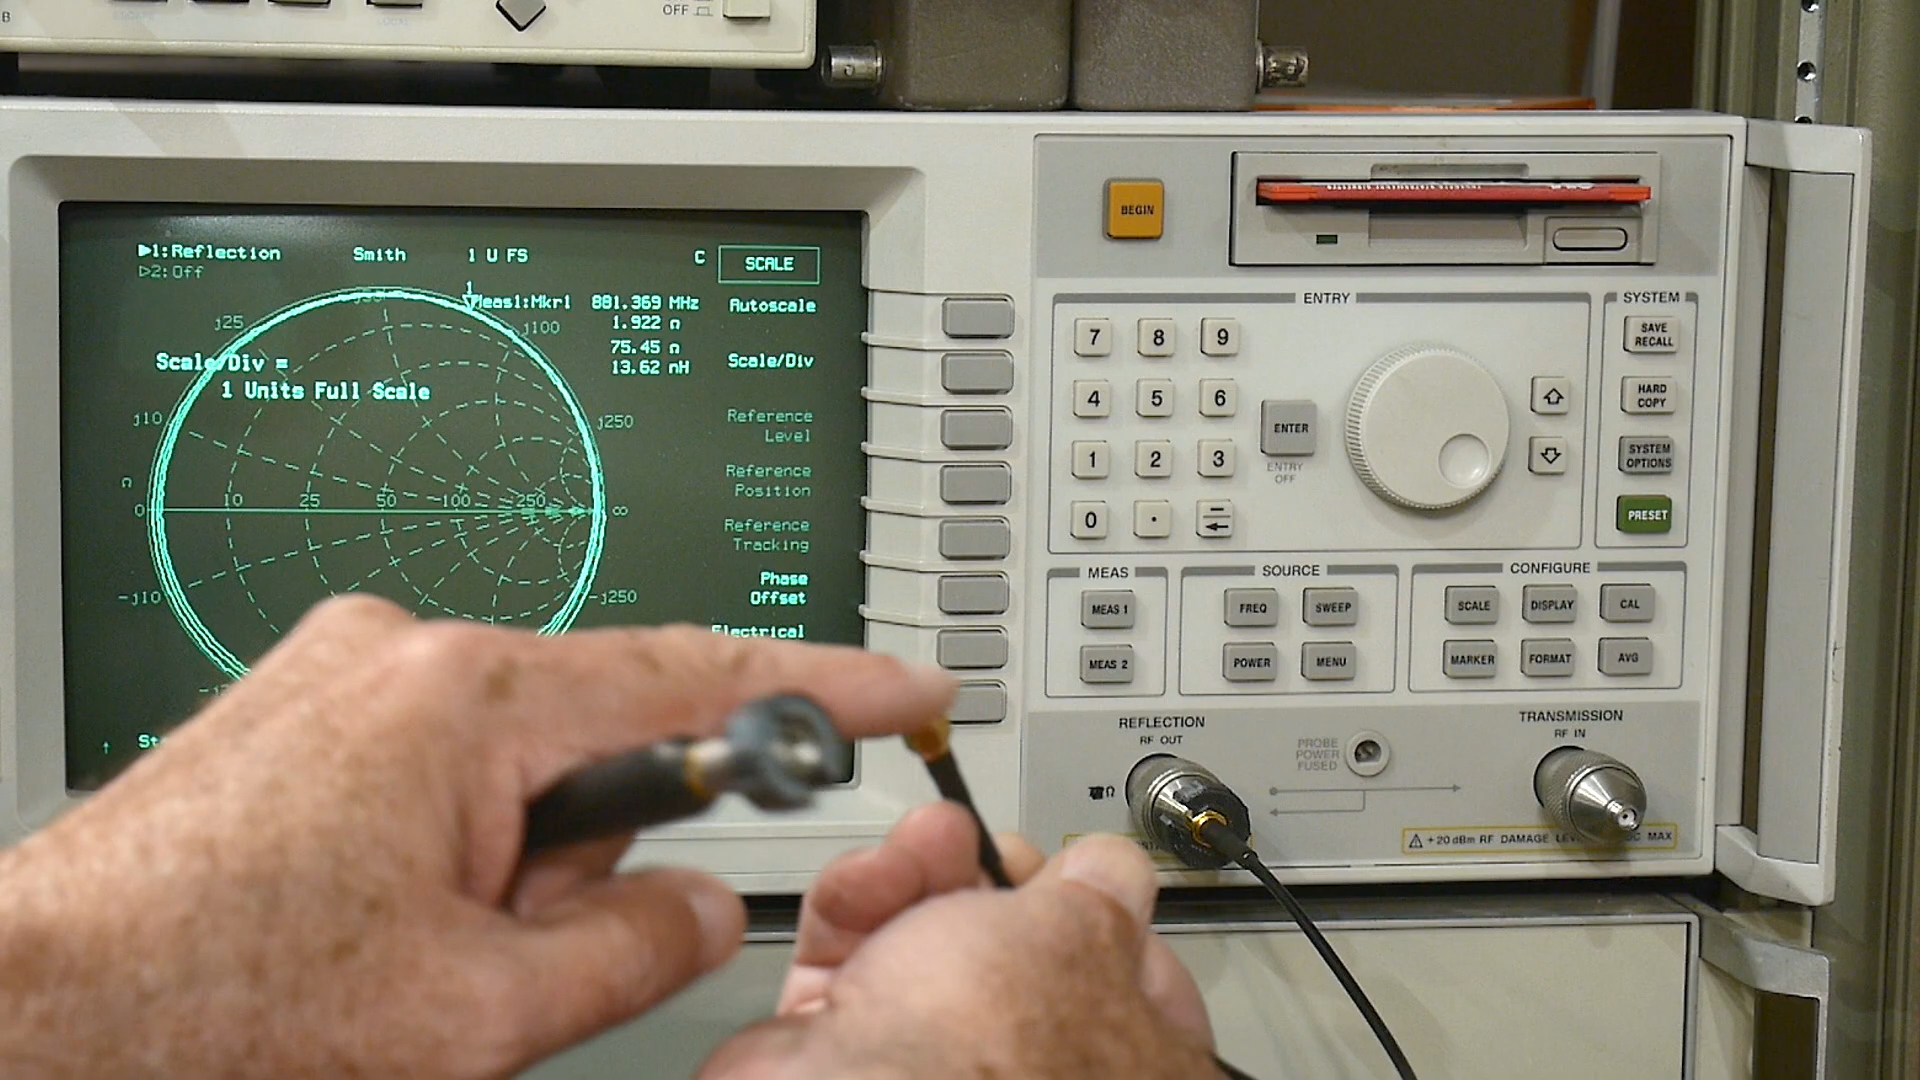 B
OFF
▷1:Reflection
Smith
1 U FS
C
SCALE
▷2:Off
1
Meas1:Mkr1
881.369 MHz
1.922 Ω
75.45 Ω
13.62 nH
Autoscale
Scale/Div
Reference
Level
Reference
Position
Reference
Tracking
Phase
Offset
Electrical
Scale/Div =
1 Units Full Scale
j25
j100
j10
j250
0
10
25
50
100
250
∞
-j10
-j250
St
BEGIN
ENTRY
7
8
9
4
5
6
1
2
3
0
.
ENTER
ENTRY
OFF
SYSTEM
SAVE
RECALL
HARD
COPY
SYSTEM
OPTIONS
PRESET
MEAS
MEAS 1
MEAS 2
SOURCE
FREQ
SWEEP
POWER
MENU
CONFIGURE
SCALE
DISPLAY
CAL
MARKER
FORMAT
AVG
REFLECTION
RF OUT
PROBE
POWER
FUSED
TRANSMISSION
RF IN
Ω
+20 dBm RF DAMAGE
MAX